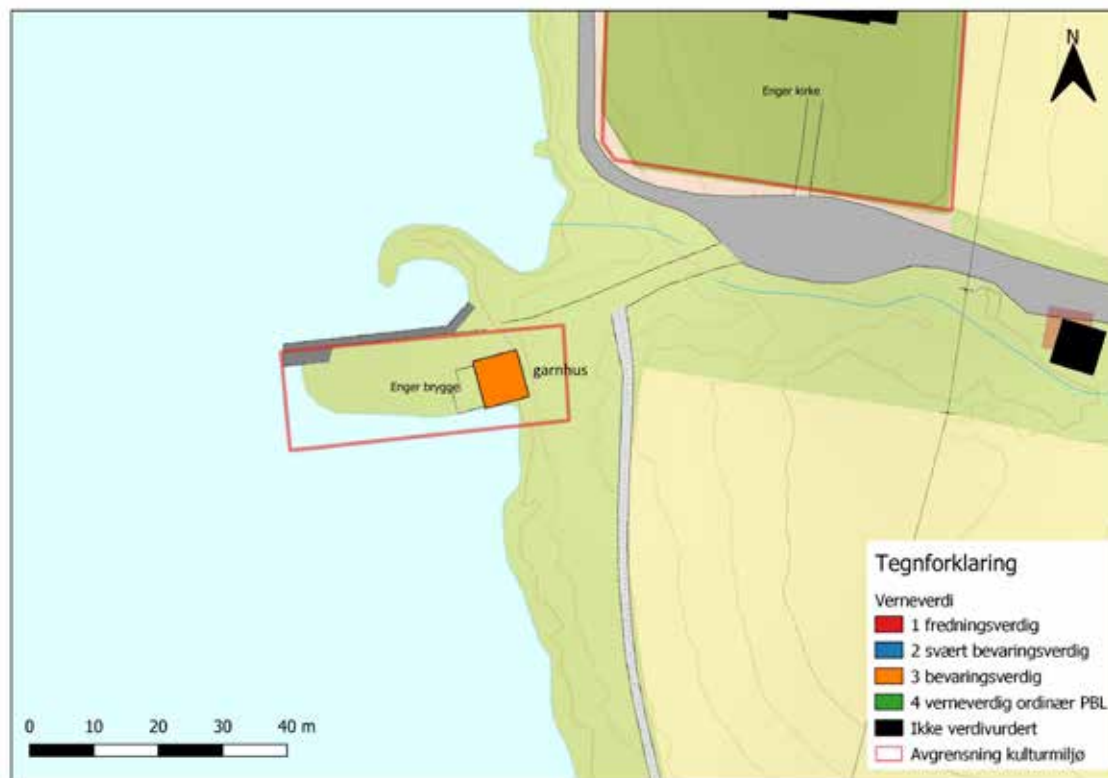 N
Enger kirke
garnhus
Enger brygge
Tegnforklaring
Verneverdi
1 fredningsverdig
2 svært bevaringsverdig
3 bevaringsverdig
4 verneverdig ordinær PBL
Ikke verdivurdert
Avgrensning kulturmiljø
0 10 20 30 40 m